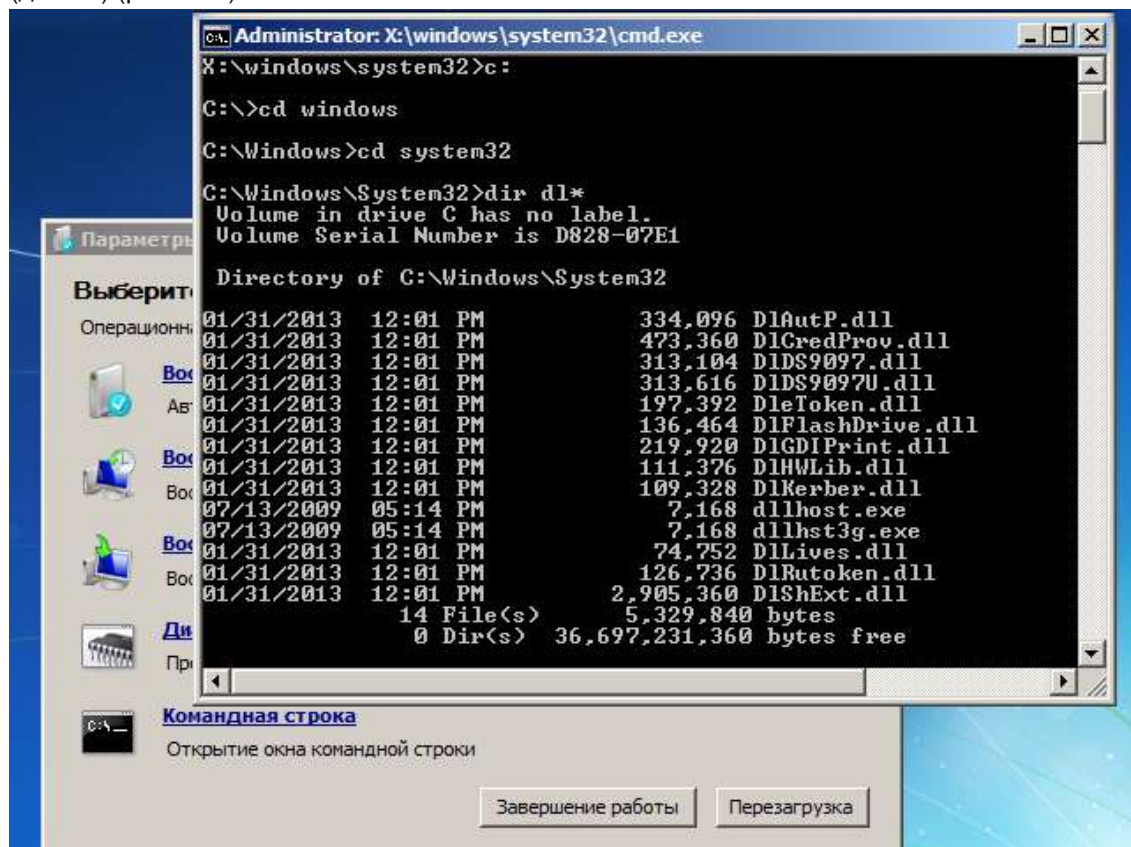 Administrator: X:\windows\system32\cmd.exe
X:\windows\system32>c:
C:\>cd windows
C:\Windows>cd system32
C:\Windows\System32>dir dl*
Volume in drive C has no label.
Volume Serial Number is D828-07E1
Directory of C:\Windows\System32
01/31/2013 12:01 PM 334,096 DlAutP.dll
01/31/2013 12:01 PM 473,360 DlCredProv.dll
01/31/2013 12:01 PM 313,104 DlDS9097.dll
01/31/2013 12:01 PM 313,616 DlDS9097U.dll
01/31/2013 12:01 PM 197,392 DleToken.dll
01/31/2013 12:01 PM 136,464 DlFlashDrive.dll
01/31/2013 12:01 PM 219,920 DlGDIPrint.dll
01/31/2013 12:01 PM 111,376 DlHWLib.dll
01/31/2013 12:01 PM 109,328 DlKerber.dll
07/13/2009 05:14 PM 7,168 dllhost.exe
07/13/2009 05:14 PM 7,168 dllhst3g.exe
01/31/2013 12:01 PM 74,752 DlLives.dll
01/31/2013 12:01 PM 126,736 DlRutoken.dll
01/31/2013 12:01 PM 2,905,360 DlShExt.dll
14 File(s) 5,329,840 bytes
0 Dir(s) 36,697,231,360 bytes free
Параметры
Командная строка
Открытие окна командной строки
Завершение работы
Перезагрузка